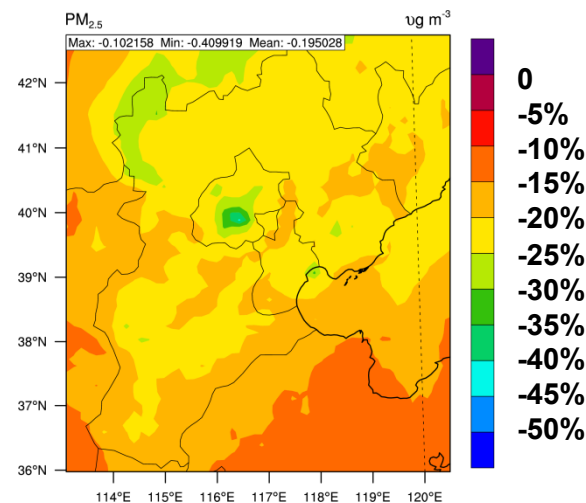 PM2.5 υg m-3
Max: -0.102158 Min: -0.409919 Mean: -0.195028
42°N
41°N
40°N
39°N
38°N
37°N
36°N
114°E 115°E 116°E 117°E 118°E 119°E 120°E
0
-5%
-10%
-15%
-20%
-25%
-30%
-35%
-40%
-45%
-50%